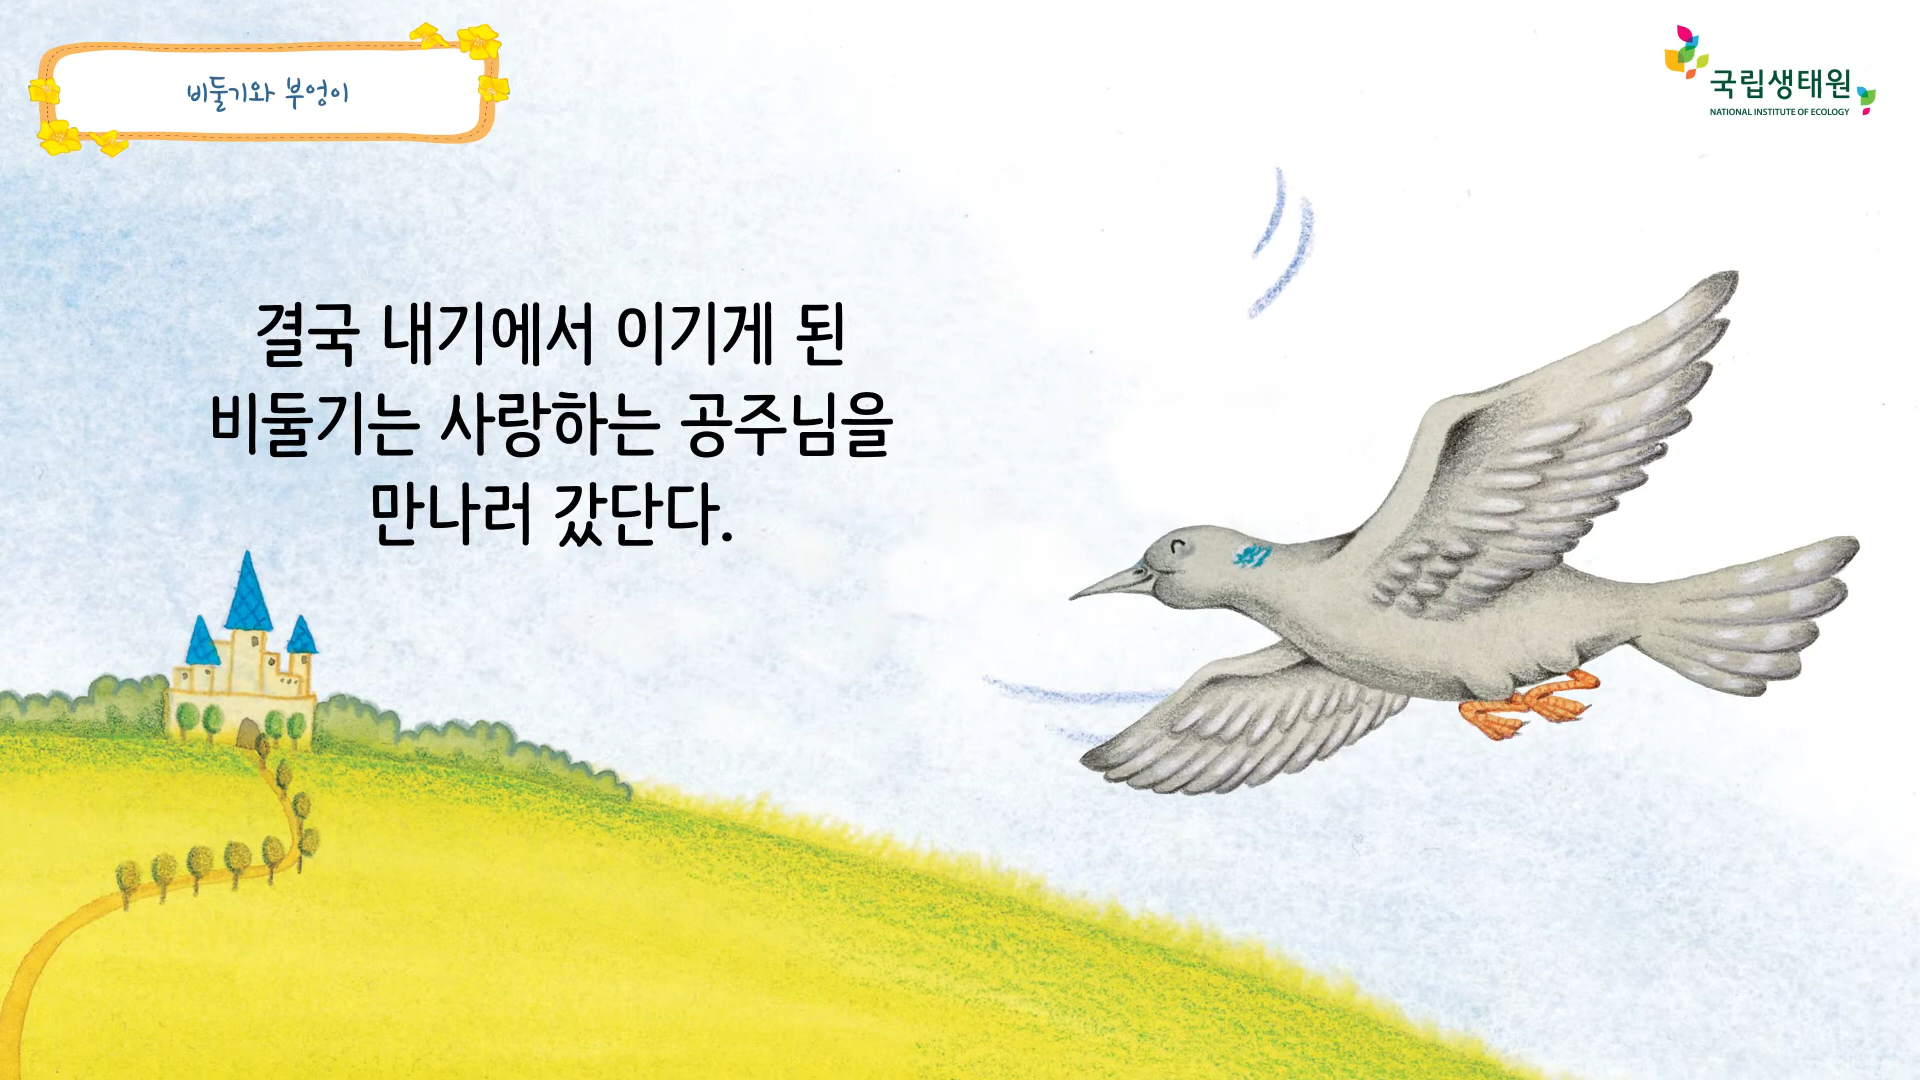 비둘기와 부엉이
국립생태원
NATIONAL INSTITUTE OF ECOLOGY
결국 내기에서 이기게 된
비둘기는 사랑하는 공주님을
만나러 갔단다.